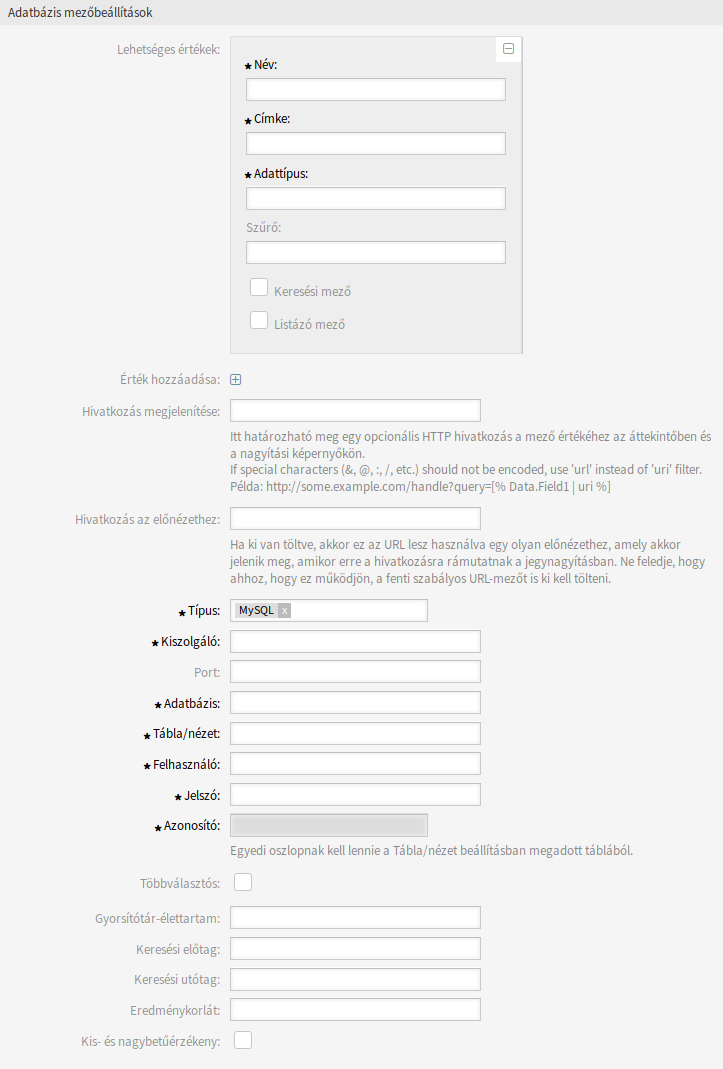 Adatbázis mezőbeállítások
Lehetséges értékek:
★ Név:
★ Címke:
★ Adattípus:
Szűrő:
Keresési mező
Listázó mező
Érték hozzáadása:
Hivatkozás megjelenítése:
Itt határozható meg egy opcionális HTTP hivatkozás a mező értékéhez az áttekintőben és
a nagyítási képernyőkön.
If special characters (&, @, :, /, etc.) should not be encoded, use 'url' instead of 'uri' filter.
Példa: http://some.example.com/handle?query=[% Data.Field1 | uri %]
Hivatkozás az előnézethez:
Ha ki van töltve, akkor ez az URL lesz használva egy olyan előnézethez, amely akkor
jelenik meg, amikor erre a hivatkozásra rámutatnak a jegynagyításban. Ne feledje, hogy
ahhoz, hogy ez működjön, a fenti szabályos URL-mezőt is ki kell tölteni.
★ Típus: MySQL x
★ Kiszolgáló:
Port:
★ Adatbázis:
★ Tábla/nézet:
★ Felhasználó:
★ Jelszó:
★ Azonosító:
Egyedi oszlopnak kell lennie a Tábla/nézet beállításban megadott táblából.
Többválasztós:
Gyorsítótár-élettartam:
Keresési előtag:
Keresési utótag:
Eredménykorlát:
Kis- és nagybetűérzékeny: